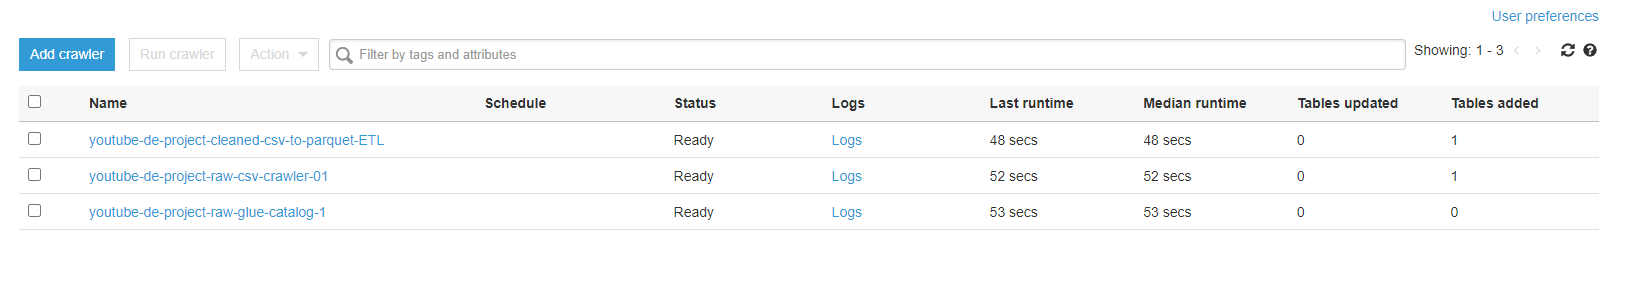 User preferences
Add crawler Run crawler Action Filter by tags and attributes Showing: 1 - 3
Name Schedule Status Logs Last runtime Median runtime Tables updated Tables added
youtube-de-project-cleaned-csv-to-parquet-ETL Ready Logs 48 secs 48 secs 0 1
youtube-de-project-raw-csv-crawler-01 Ready Logs 52 secs 52 secs 0 1
youtube-de-project-raw-glue-catalog-1 Ready Logs 53 secs 53 secs 0 0